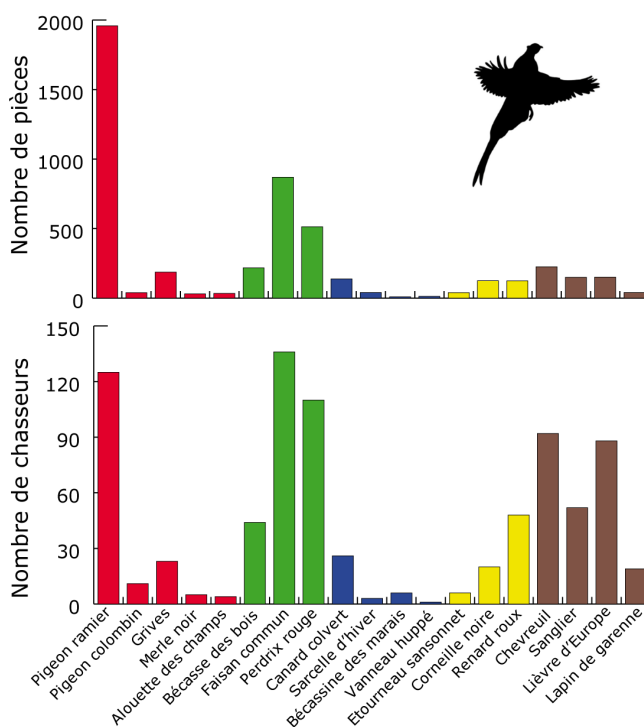 2000
1500
1000
500
0
Nombre de pièces
150
120
90
60
30
0
Nombre de chasseurs
Pigeon ramier
Pigeon colombin
Grives
Merle noir
Alouette des champs
Bécasse des bois
Faisan commun
Perdrix rouge
Canard colvert
Sarcelle d'hiver
Bécassine des marais
Vanneau huppé
Etourneau sansonnet
Corneille noire
Renard roux
Chevreuil
Sanglier
Lièvre d'Europe
Lapin de garenne